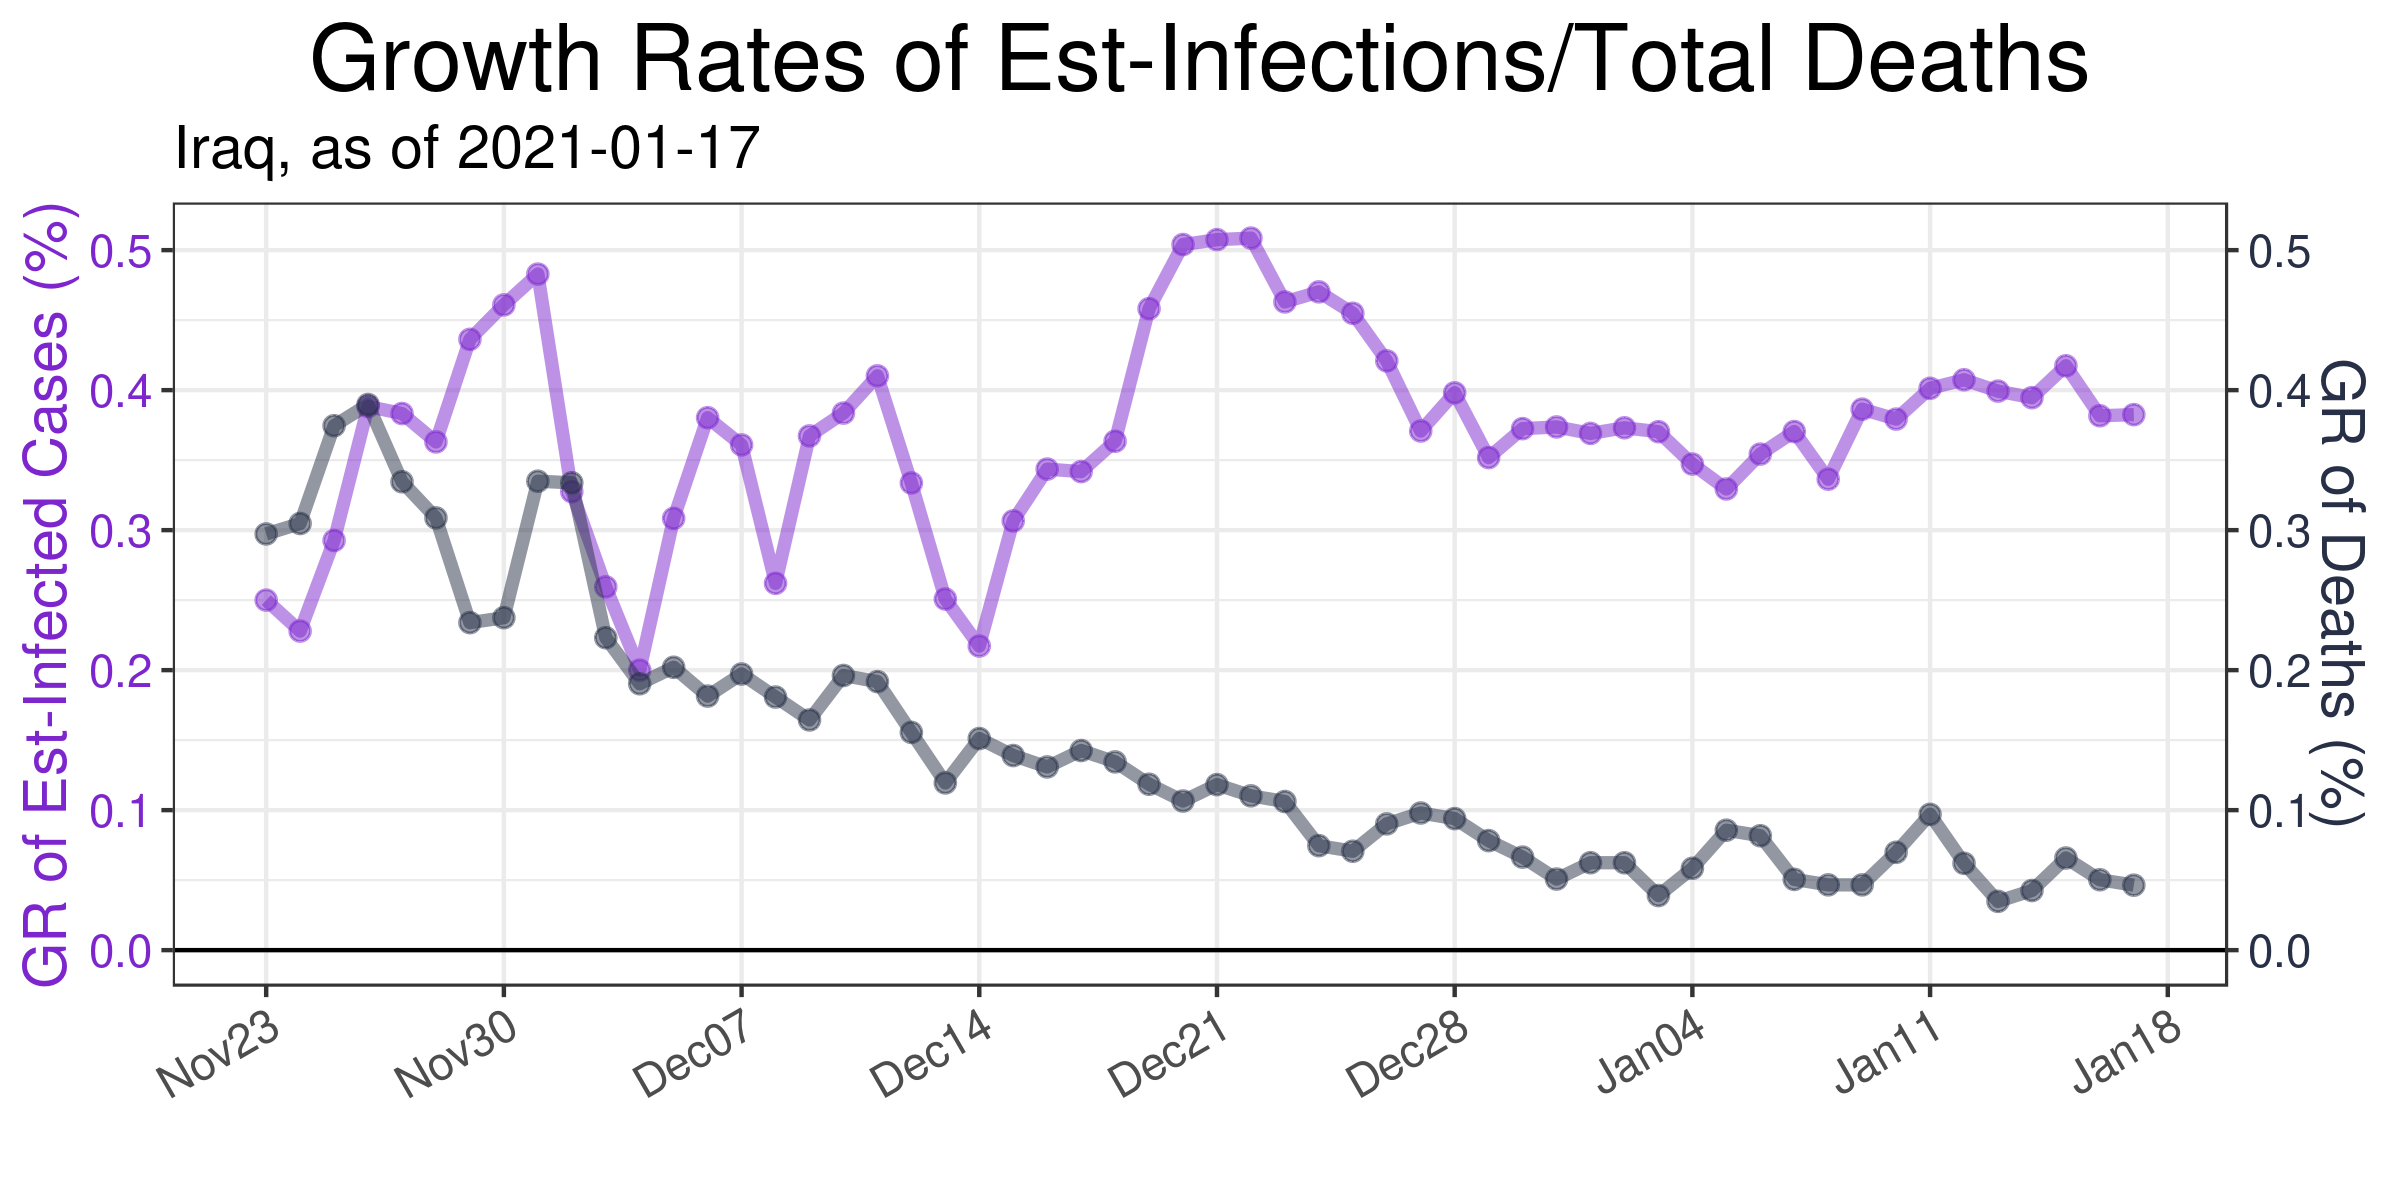 Growth Rates of Est-Infections/Total Deaths
Iraq, as of 2021-01-17
GR of Est-Infected Cases (%)
0.5
0.4
0.3
0.2
0.1
0.0
0.5
0.4
0.3
0.2
0.1
0.0
GR of Deaths (%)
Nov23
Nov30
Dec07
Dec14
Dec21
Dec28
Jan04
Jan11
Jan18